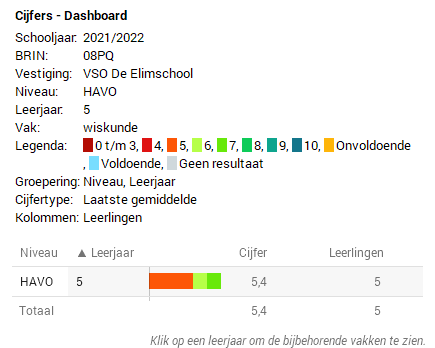 Cijfers - Dashboard
Schooljaar: 2021/2022
BRIN: 08PQ
Vestiging: VSO De Elimschool
Niveau: HAVO
Leerjaar: 5
Vak: wiskunde
Legenda: 0 t/m 3, 4, 5, 6, 7, 8, 9, 10, Onvoldoende
, Voldoende, Geen resultaat
Groepering: Niveau, Leerjaar
Cijfertype: Laatste gemiddelde
Kolommen: Leerlingen
Niveau ▲ Leerjaar Cijfer Leerlingen
HAVO 5 5,4 5
Totaal 5,4 5
Klik op een leerjaar om de bijbehorende vakken te zien.